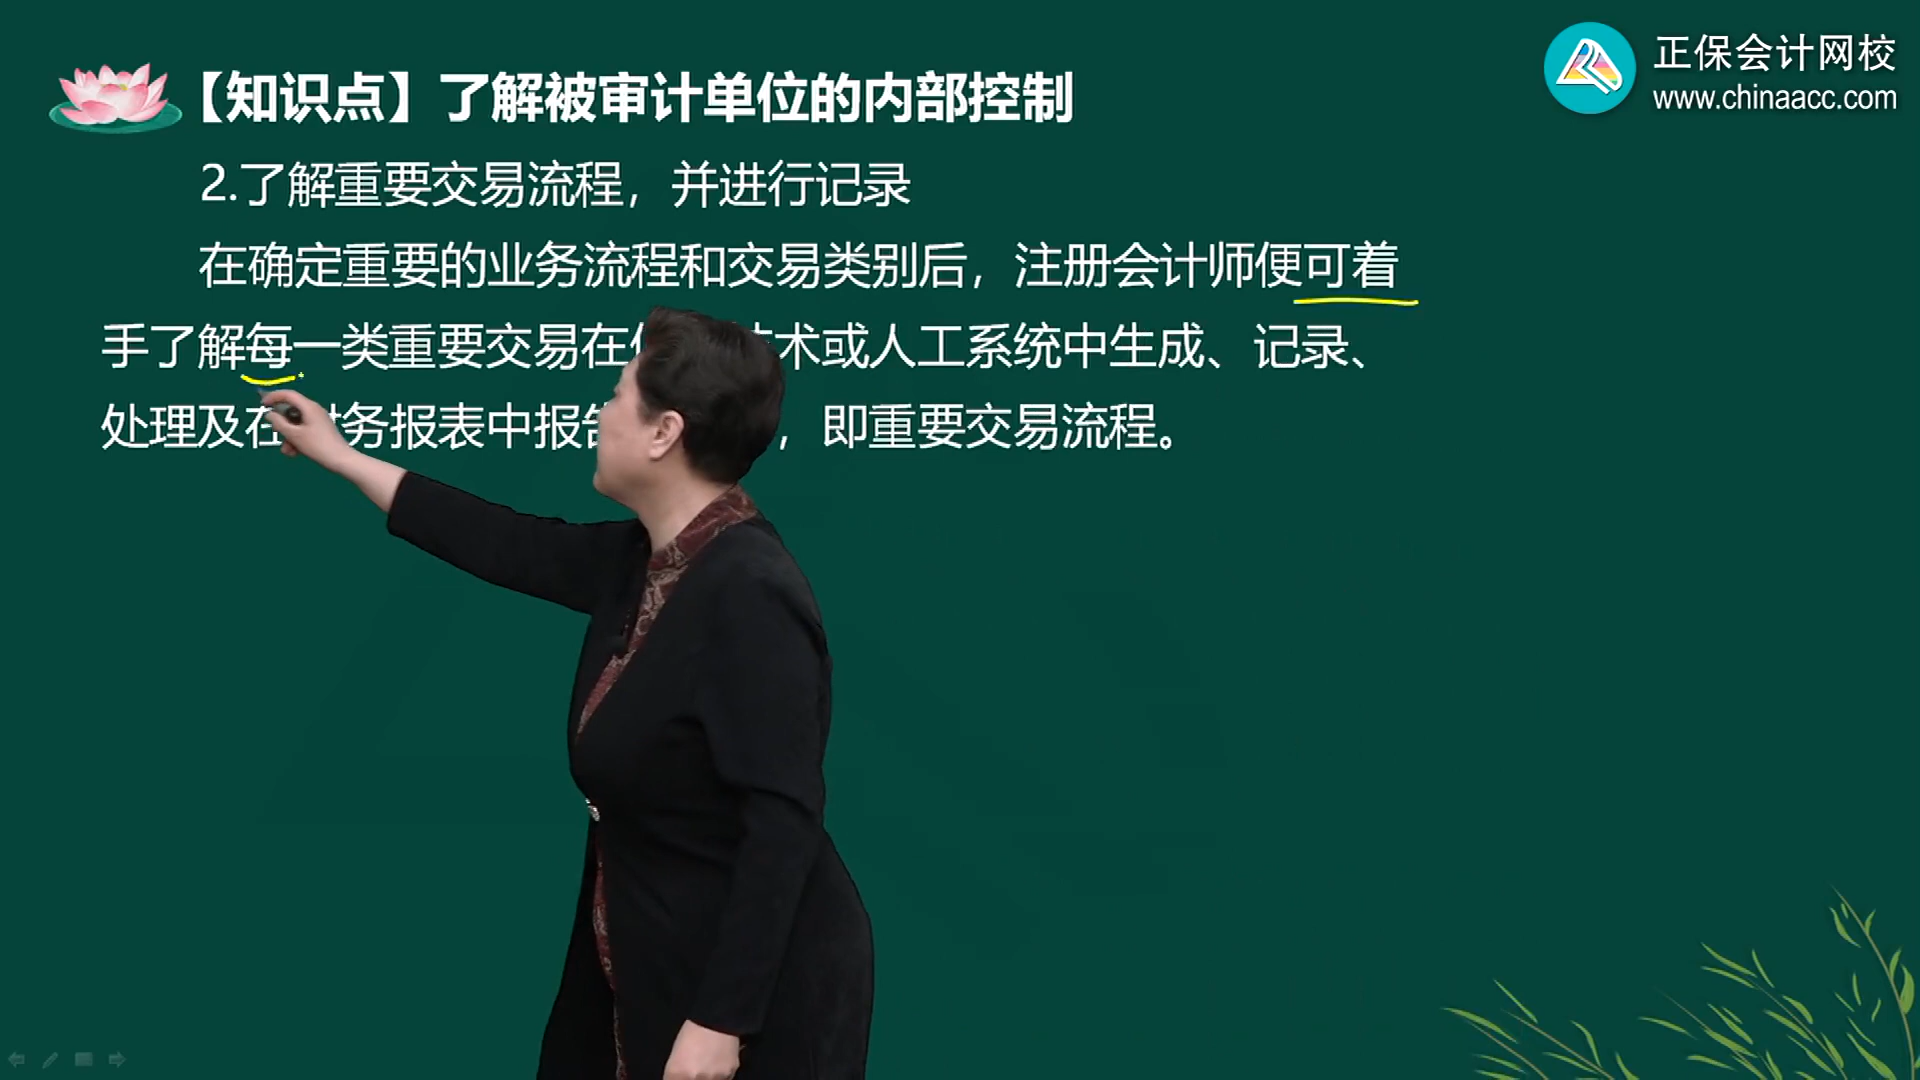 正保会计网校
www.chinaacc.com
【知识点】了解被审计单位的内部控制
2.了解重要交易流程，并进行记录
在确定重要的业务流程和交易类别后，注册会计师便可着
手了解每一类重要交易在 术或人工系统中生成、记录、
处理及在 务报表中报告 ，即重要交易流程。